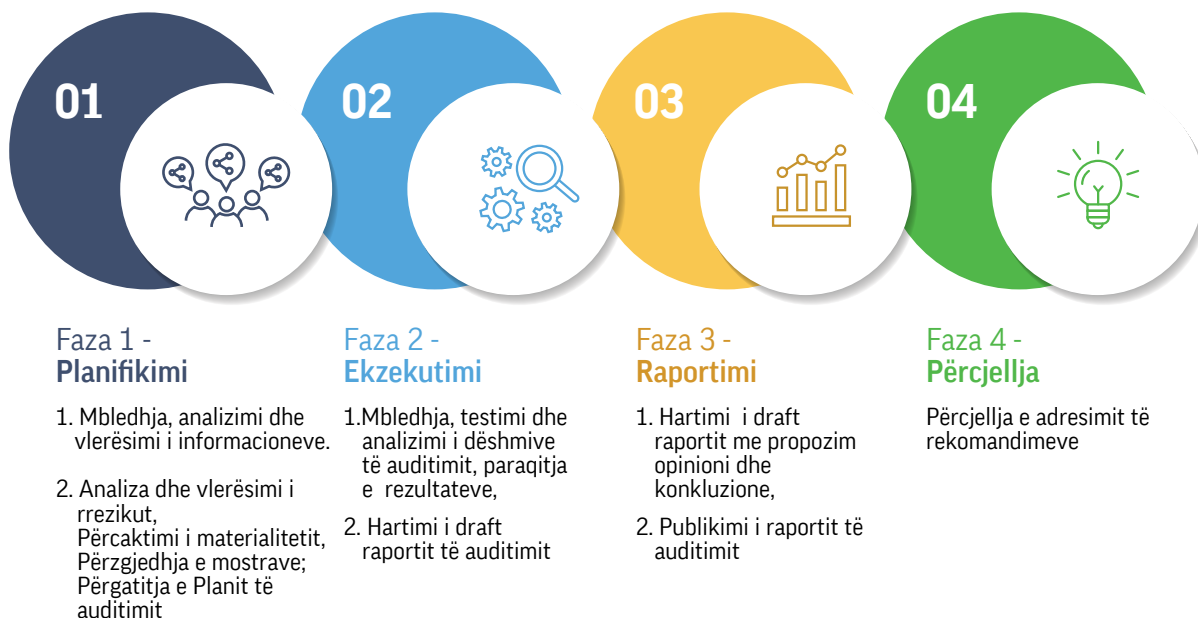 01
02
03
04
Faza 1 -
Planifikimi
1. Mbledhja, analizimi dhe
vlerësimi i informacioneve.
2. Analiza dhe vlerësimi i
rrezikut,
Përcaktimi i materialitetit,
Përzgjedhja e mostrave;
Përgatitja e Planit të
auditimit
Faza 2 -
Ekzekutimi
1.Mbledhja, testimi dhe
analizimi i dëshmive
të auditimit, paraqitja
e rezultateve,
2. Hartimi i draft
raportit të auditimit
Faza 3 -
Raportimi
1. Hartimi i draft
raportit me propozim
opinioni dhe
konkluzione,
2. Publikimi i raportit të
auditimit
Faza 4 -
Përcjellja
Përcjellja e adresimit të
rekomandimeve